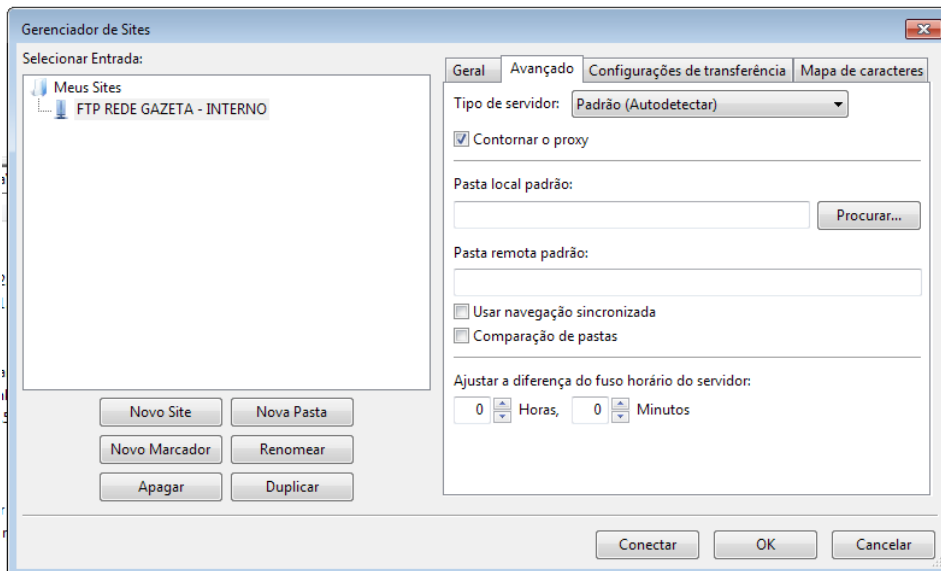 Gerenciador de Sites
Selecionar Entrada:
Meus Sites
FTP REDE GAZETA - INTERNO
Novo Site
Nova Pasta
Novo Marcador
Renomear
Apagar
Duplicar
Geral
Avançado
Configurações de transferência
Mapa de caracteres
Tipo de servidor:
Padrão (Autodetectar)
Contornar o proxy
Pasta local padrão:
Procurar...
Pasta remota padrão:
Usar navegação sincronizada
Comparação de pastas
Ajustar a diferença do fuso horário do servidor:
0 Horas, 0 Minutos
Conectar
OK
Cancelar